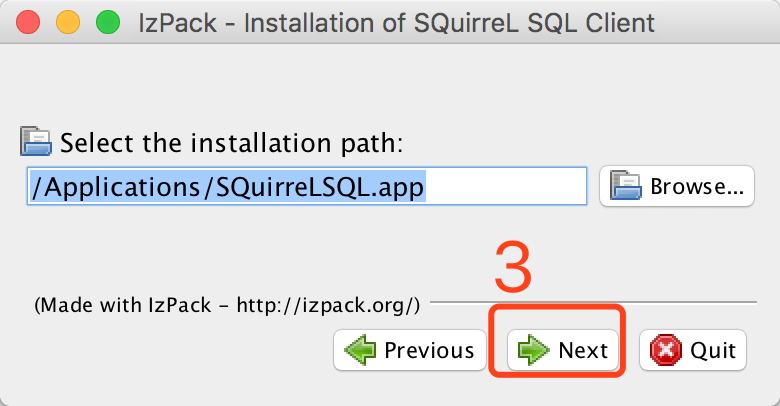 IzPack - Installation of SQuirreL SQL Client
Select the installation path:
/Applications/SQuirreLSQL.app Browse...
3
(Made with IzPack - http://izpack.org/)
Previous Next Quit